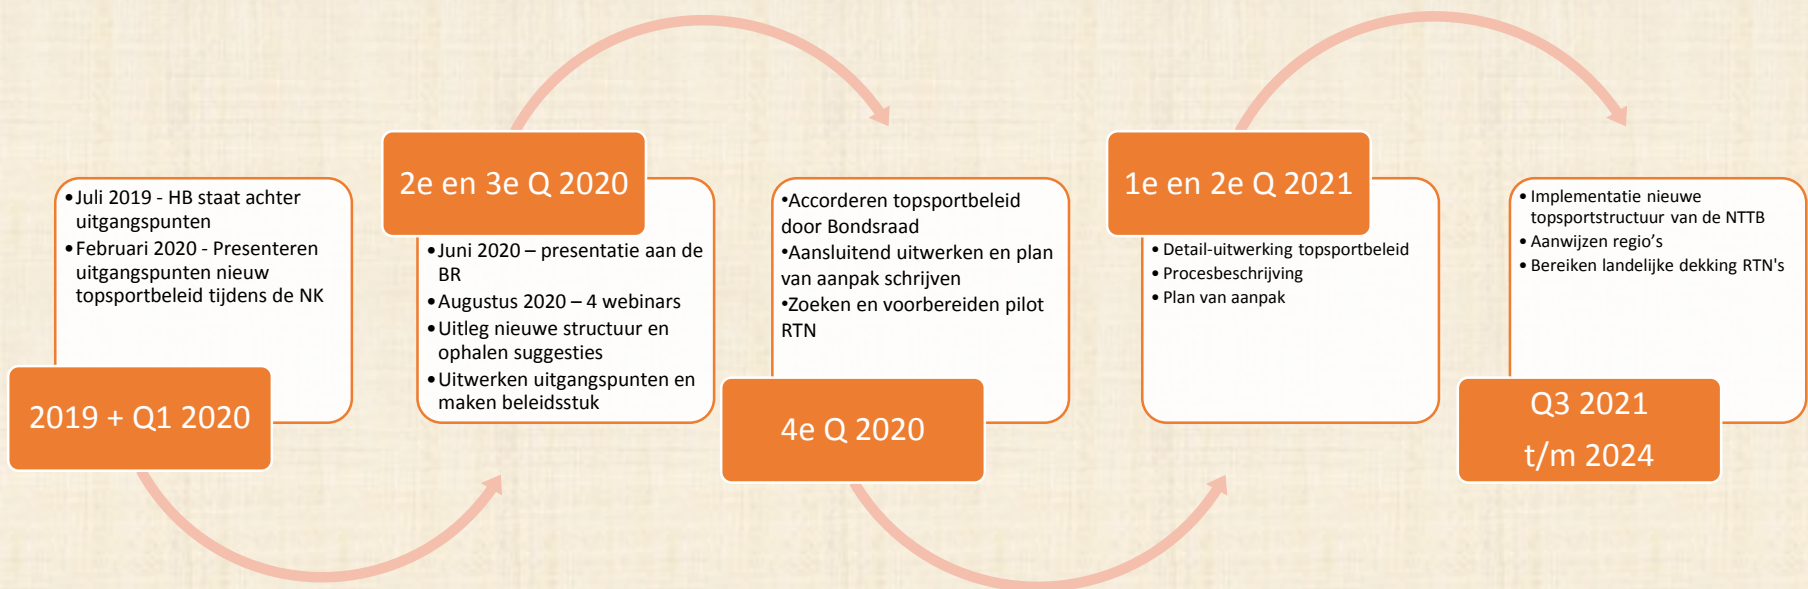 •Juli 2019 - HB staat achter
uitgangspunten
•Februari 2020 - Presenteren
uitgangspunten nieuw
topsportbeleid tijdens de NK
2019 + Q1 2020
2e en 3e Q 2020
•Juni 2020 – presentatie aan de
BR
•Augustus 2020 – 4 webinars
•Uitleg nieuwe structuur en
ophalen suggesties
•Uitwerken uitgangspunten en
maken beleidsstuk
•Accorderen topsportbeleid
door Bondsraad
•Aansluitend uitwerken en plan
van aanpak schrijven
•Zoeken en voorbereiden pilot
RTN
4e Q 2020
1e en 2e Q 2021
• Detail-uitwerking topsportbeleid
• Procesbeschrijving
• Plan van aanpak
• Implementatie nieuwe
topsportstructuur van de NTTB
• Aanwijzen regio’s
• Bereiken landelijke dekking RTN's
Q3 2021
t/m 2024